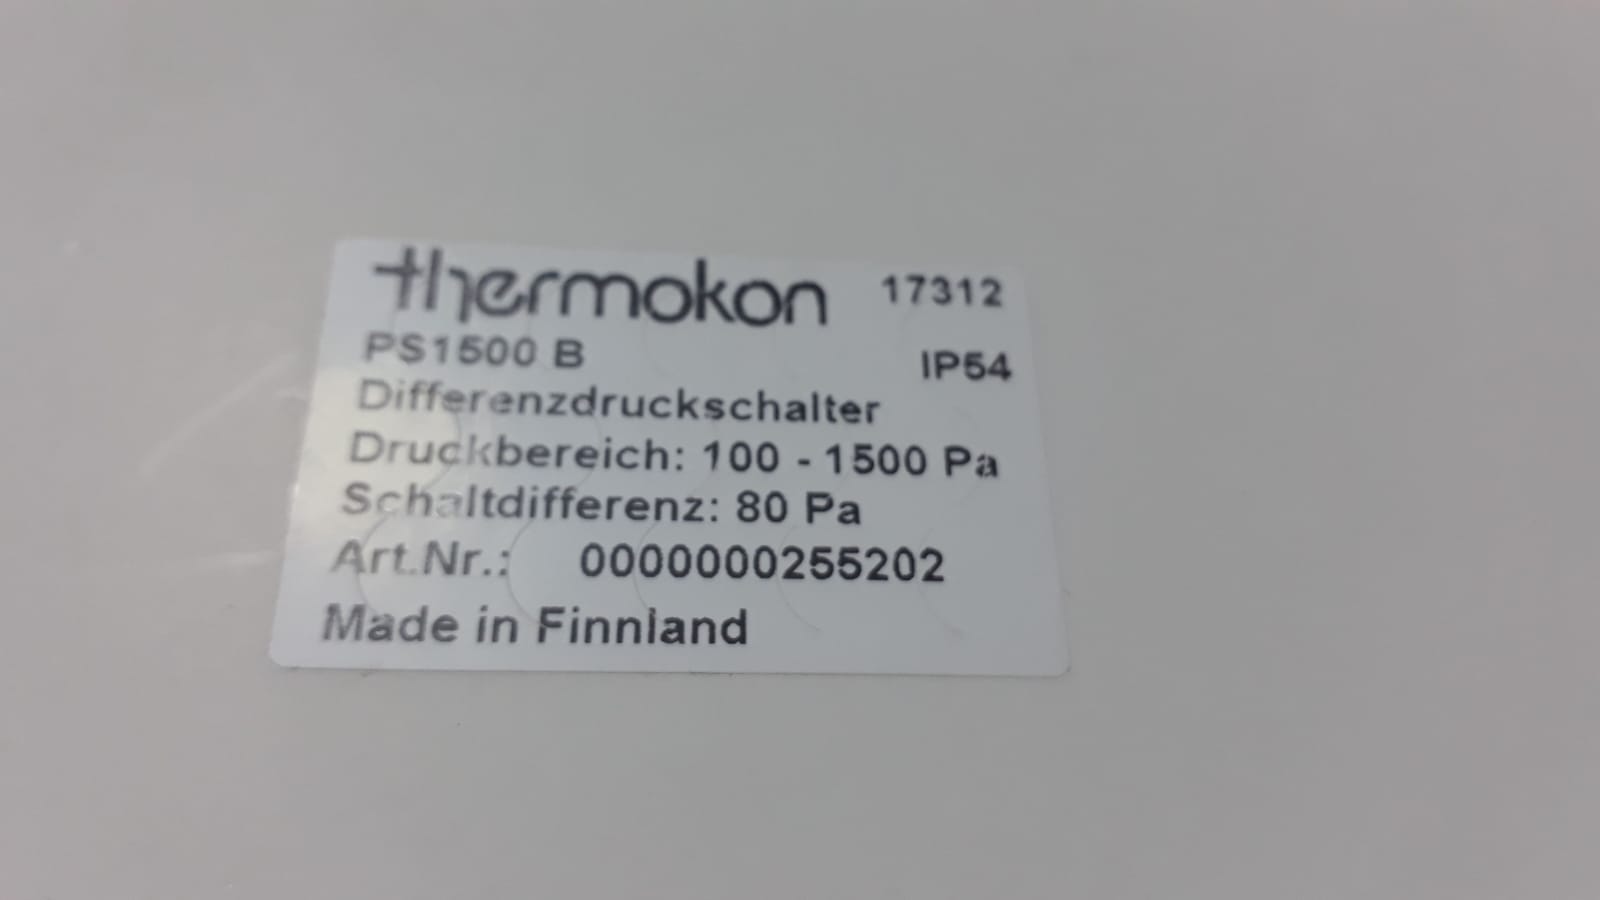 thermokon 17312
PS1500 B IP54
Differenzdruckschalter
Druckbereich: 100 - 1500 Pa
Schaltdifferenz: 80 Pa
Art.Nr.: 0000000255202
Made in Finnland